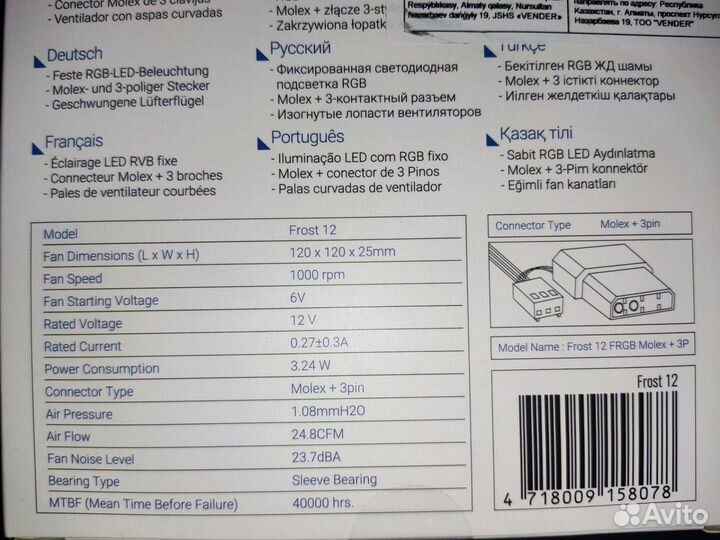 - Conector Molex de 3 clavijas
- Ventilador con aspas curvadas
- Molex + złącze 3-sty
- Zakrzywiona łopatk
Respýblıkasy, Almaty qalasy, Nursultan
Nazarbaev dańǵyly 19, JSHS «VENDER»
направлять по адресу: Республика
Казахстан, г. Алматы, проспект Нурсул
Назарбаева 19, ТОО "VENDER"
Deutsch
- Feste RGB-LED-Beleuchtung
- Molex- und 3-poliger Stecker
- Geschwungene Lüfterflügel
Русский
- Фиксированная светодиодная
подсветка RGB
- Molex + 3-контактный разъем
- Изогнутые лопасти вентиляторов
Türkçe
- Бекітілген RGB ЖД шамы
- Molex + 3 істікті коннектор
- Иілген желдеткіш қалақтары
Français
- Éclairage LED RVB fixe
- Connecteur Molex + 3 broches
- Pales de ventilateur courbées
Português
- Iluminação LED com RGB fixo
- Molex + conector de 3 Pinos
- Palas curvadas de ventilador
Қазақ тілі
- Sabit RGB LED Aydınlatma
- Molex + 3-Pim konnektör
- Eğimli fan kanatları
Model Frost 12
Fan Dimensions (L x W x H) 120 x 120 x 25mm
Fan Speed 1000 rpm
Fan Starting Voltage 6V
Rated Voltage 12 V
Rated Current 0.27±0.3A
Power Consumption 3.24 W
Connector Type Molex + 3pin
Air Pressure 1.08mmH2O
Air Flow 24.8CFM
Fan Noise Level 23.7dBA
Bearing Type Sleeve Bearing
MTBF (Mean Time Before Failure) 40000 hrs.
Connector Type Molex + 3pin
Model Name : Frost 12 FRGB Molex + 3P
Frost 12
4 718009 158078
Avito